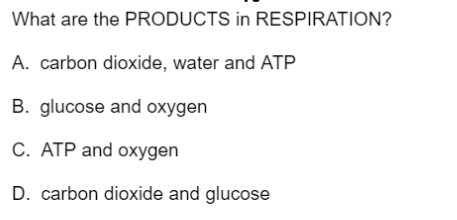 What are the PRODUCTS in RESPIRATION?
A. carbon dioxide, water and ATP
B. glucose and oxygen
C. ATP and oxygen
D. carbon dioxide and glucose